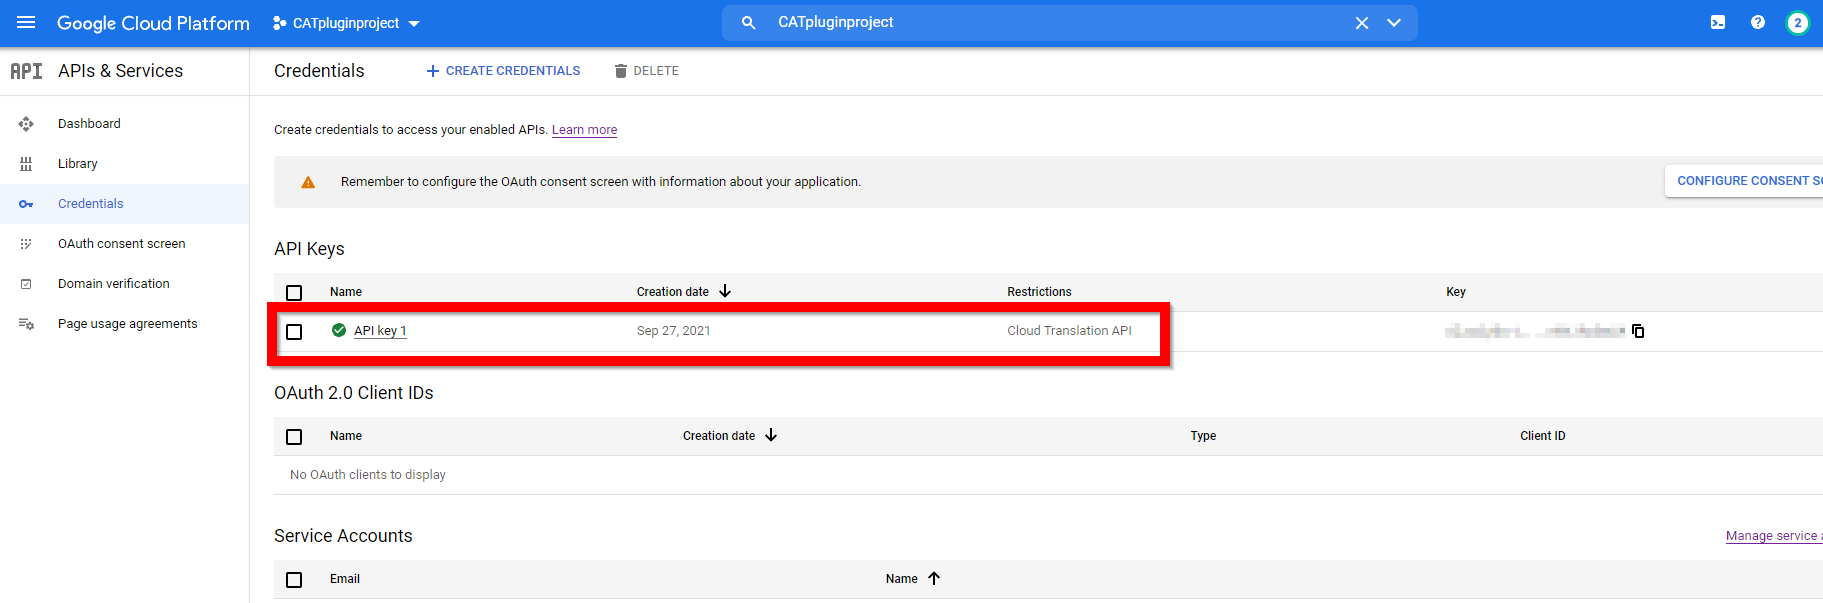 Google Cloud Platform CATpluginproject CATpluginproject 2
API APIs & Services Credentials CREATE CREDENTIALS DELETE
Dashboard
Library
Credentials
OAuth consent screen
Domain verification
Page usage agreements
Create credentials to access your enabled APIs. Learn more
Remember to configure the OAuth consent screen with information about your application. CONFIGURE CONSENT
API Keys
Name Creation date Restrictions Key
API key 1 Sep 27, 2021 Cloud Translation API
OAuth 2.0 Client IDs
Name Creation date Type Client ID
No OAuth clients to display
Service Accounts Manage service
Email Name